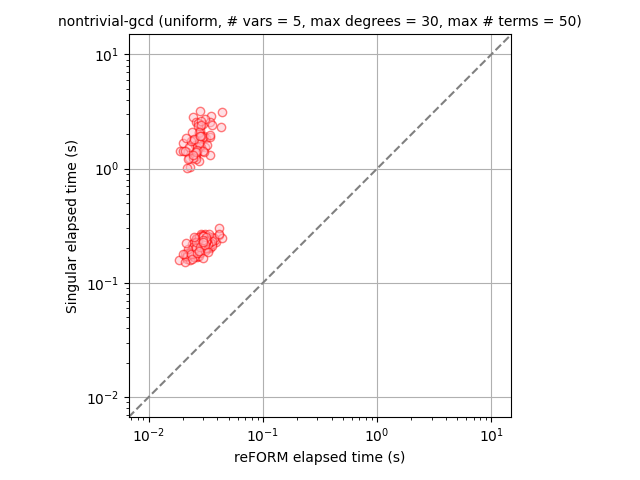 nontrivial-gcd (uniform, # vars = 5, max degrees = 30, max # terms = 50)
10¹
10⁰
10⁻¹
10⁻²
Singular elapsed time (s)
10⁻²
10⁻¹
10⁰
10¹
reFORM elapsed time (s)